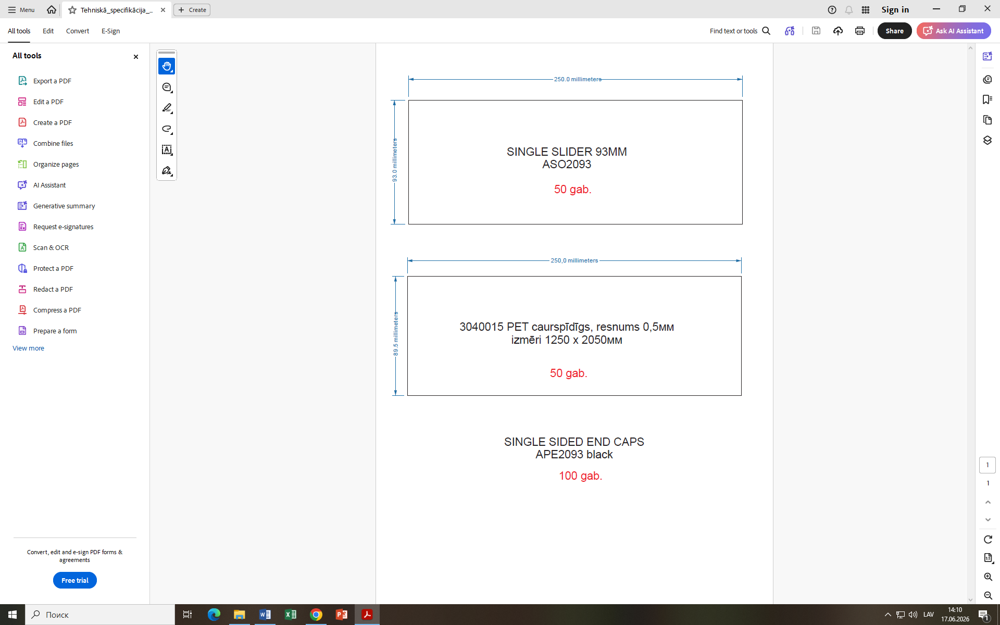 Menu
Tehniskā_specifikācija_...
Create
Sign in
All tools
Edit
Convert
E-Sign
Find text or tools
Share
Ask AI Assistant
All tools
Export a PDF
Edit a PDF
Create a PDF
Combine files
Organize pages
AI Assistant
Generative summary
Request e-signatures
Scan & OCR
Protect a PDF
Redact a PDF
Compress a PDF
Prepare a form
View more
Convert, edit and e-sign PDF forms &
agreements
Free trial
250.0 millimeters
93.0 millimeters
SINGLE SLIDER 93MM
ASO2093
50 gab.
250,0 millimeters
89.5 millimeters
3040015 PET caurspīdīgs, resnums 0,5мм
izmēri 1250 x 2050мм
50 gab.
SINGLE SIDED END CAPS
APE2093 black
100 gab.
1
1
1:1
Поиск
LAV
14:10
17.06.2026
1